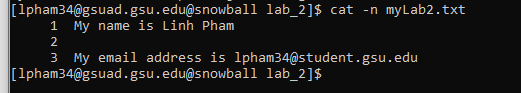 [lpham34@gsuad.gsu.edu@snowball lab_2]$ cat -n myLab2.txt
     1  My name is Linh Pham
     2
     3  My email address is lpham34@student.gsu.edu
[lpham34@gsuad.gsu.edu@snowball lab_2]$